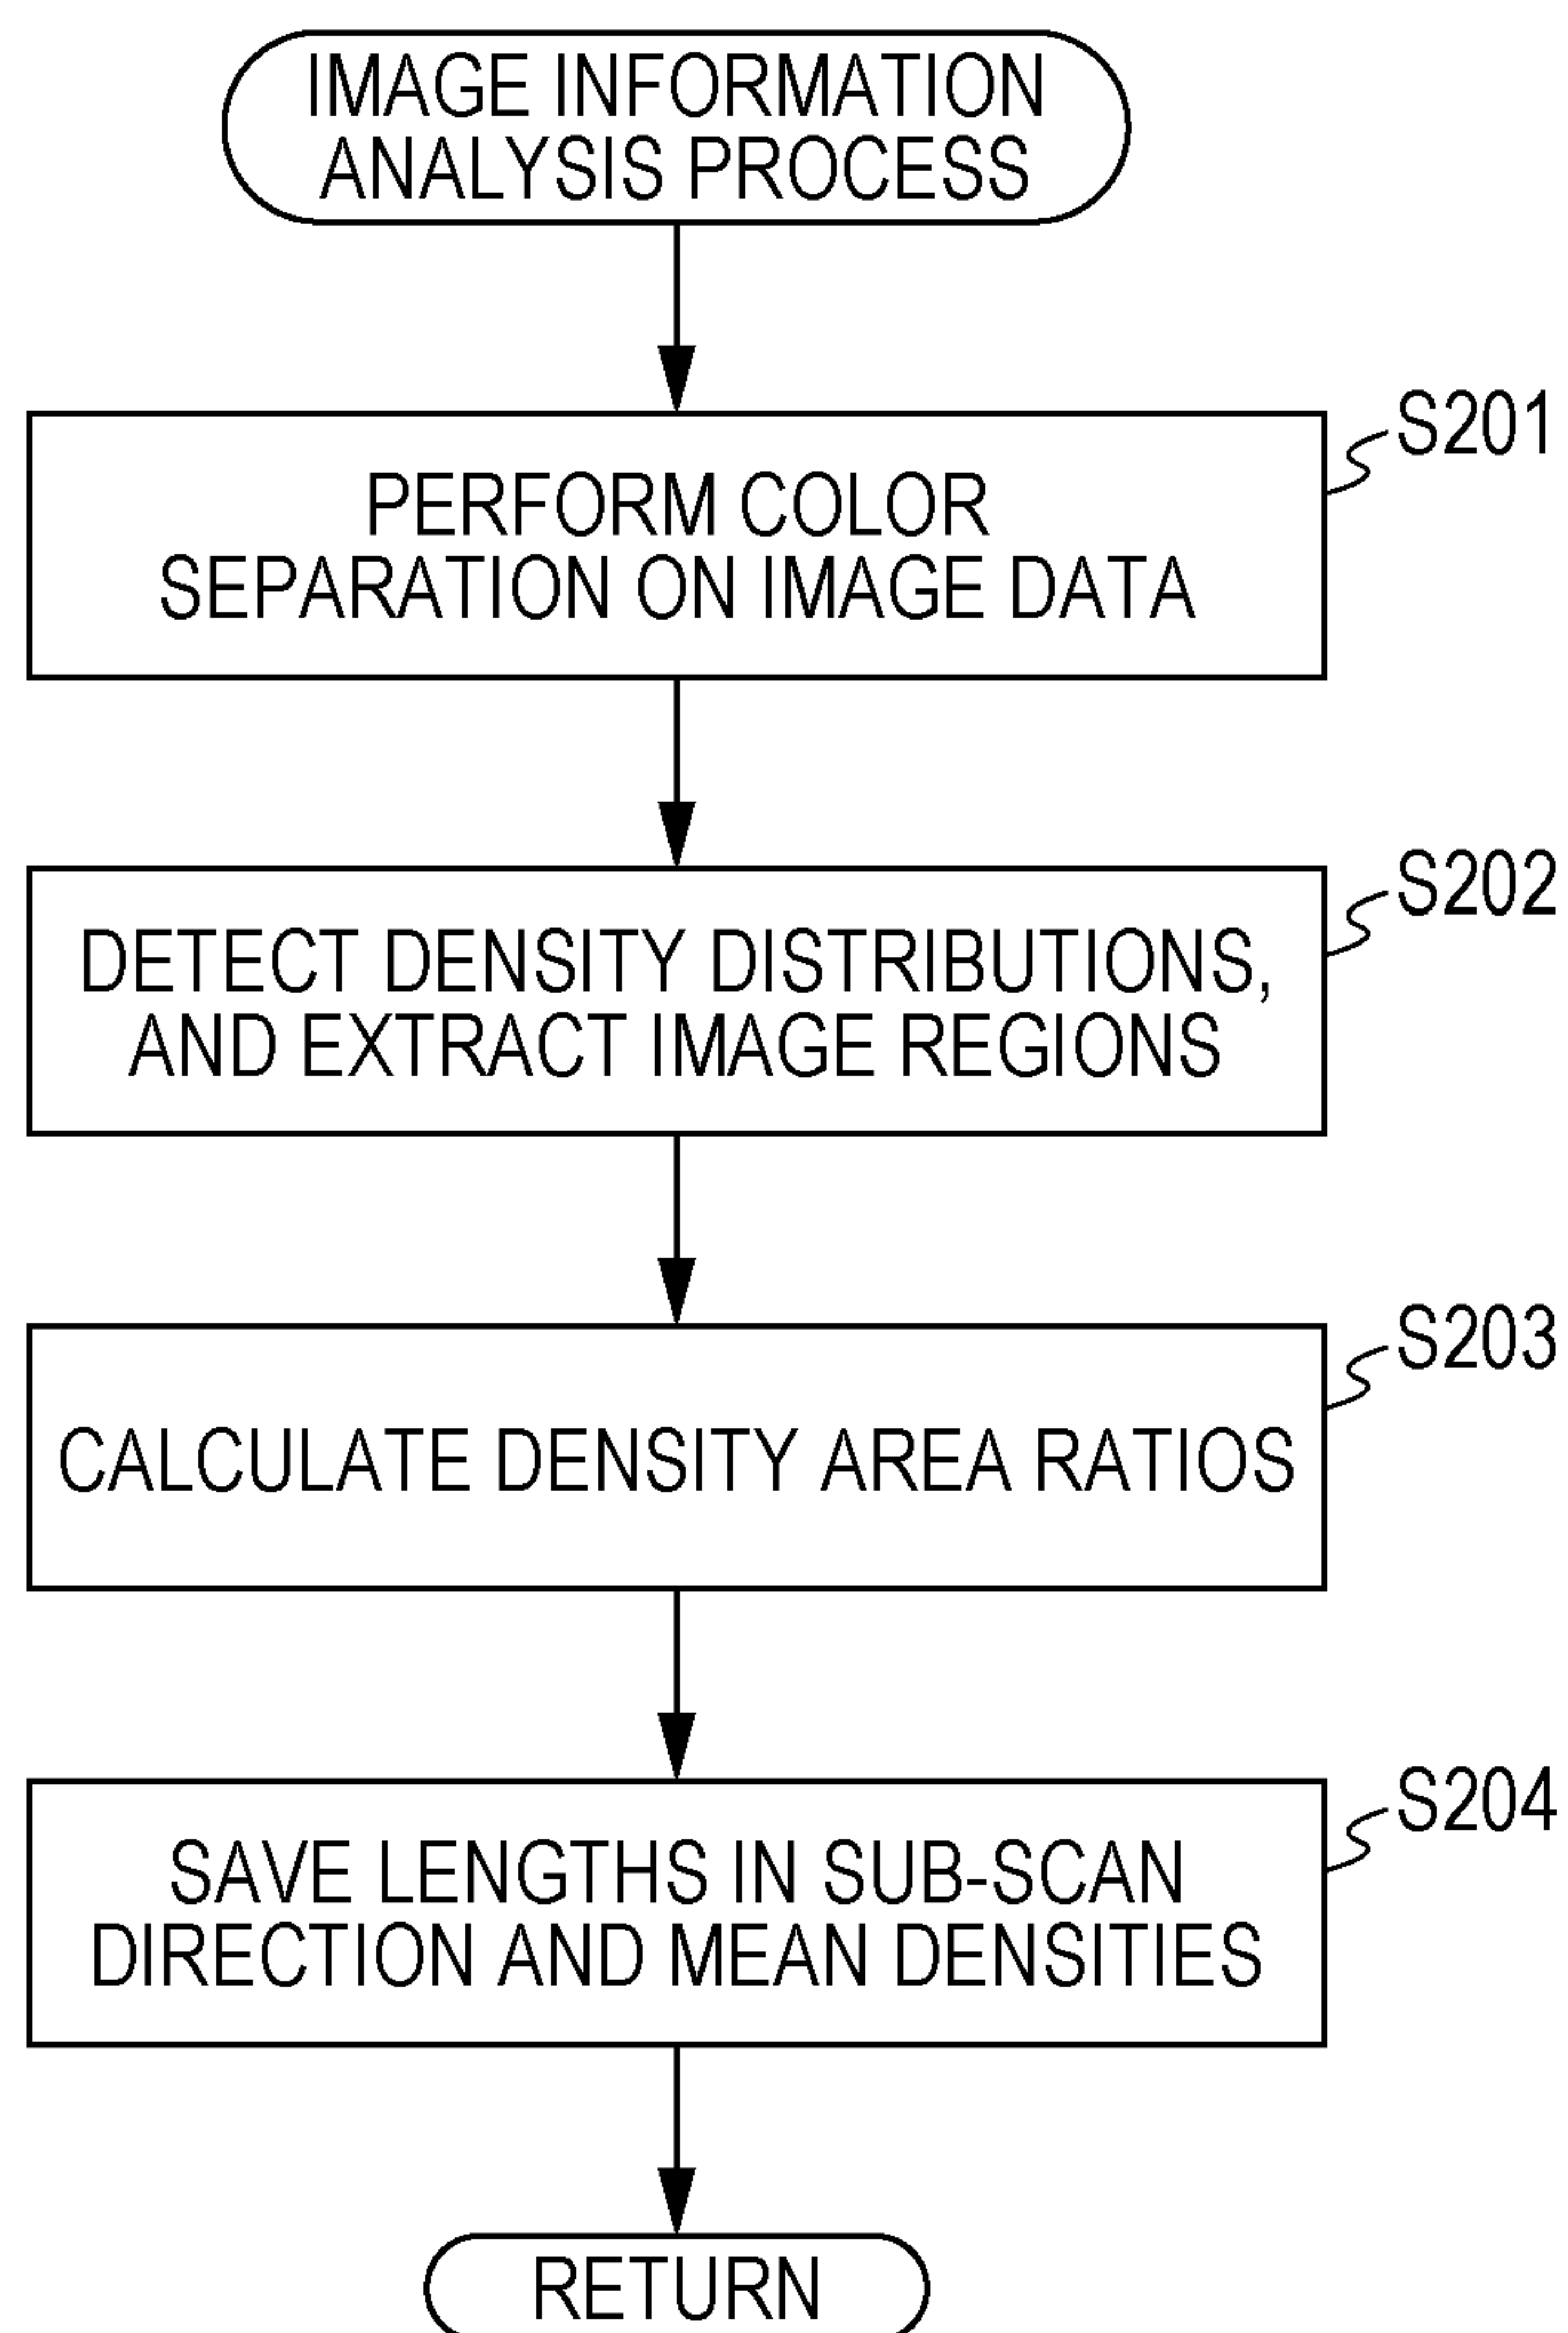 IMAGE INFORMATION
ANALYSIS PROCESS
S201
PERFORM COLOR
SEPARATION ON IMAGE DATA
S202
DETECT DENSITY DISTRIBUTIONS,
AND EXTRACT IMAGE REGIONS
S203
CALCULATE DENSITY AREA RATIOS
S204
SAVE LENGTHS IN SUB-SCAN
DIRECTION AND MEAN DENSITIES
RETURN